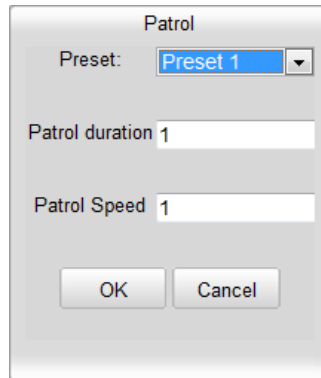 Patrol
Preset: Preset 1
Patrol duration 1
Patrol Speed 1
OK Cancel